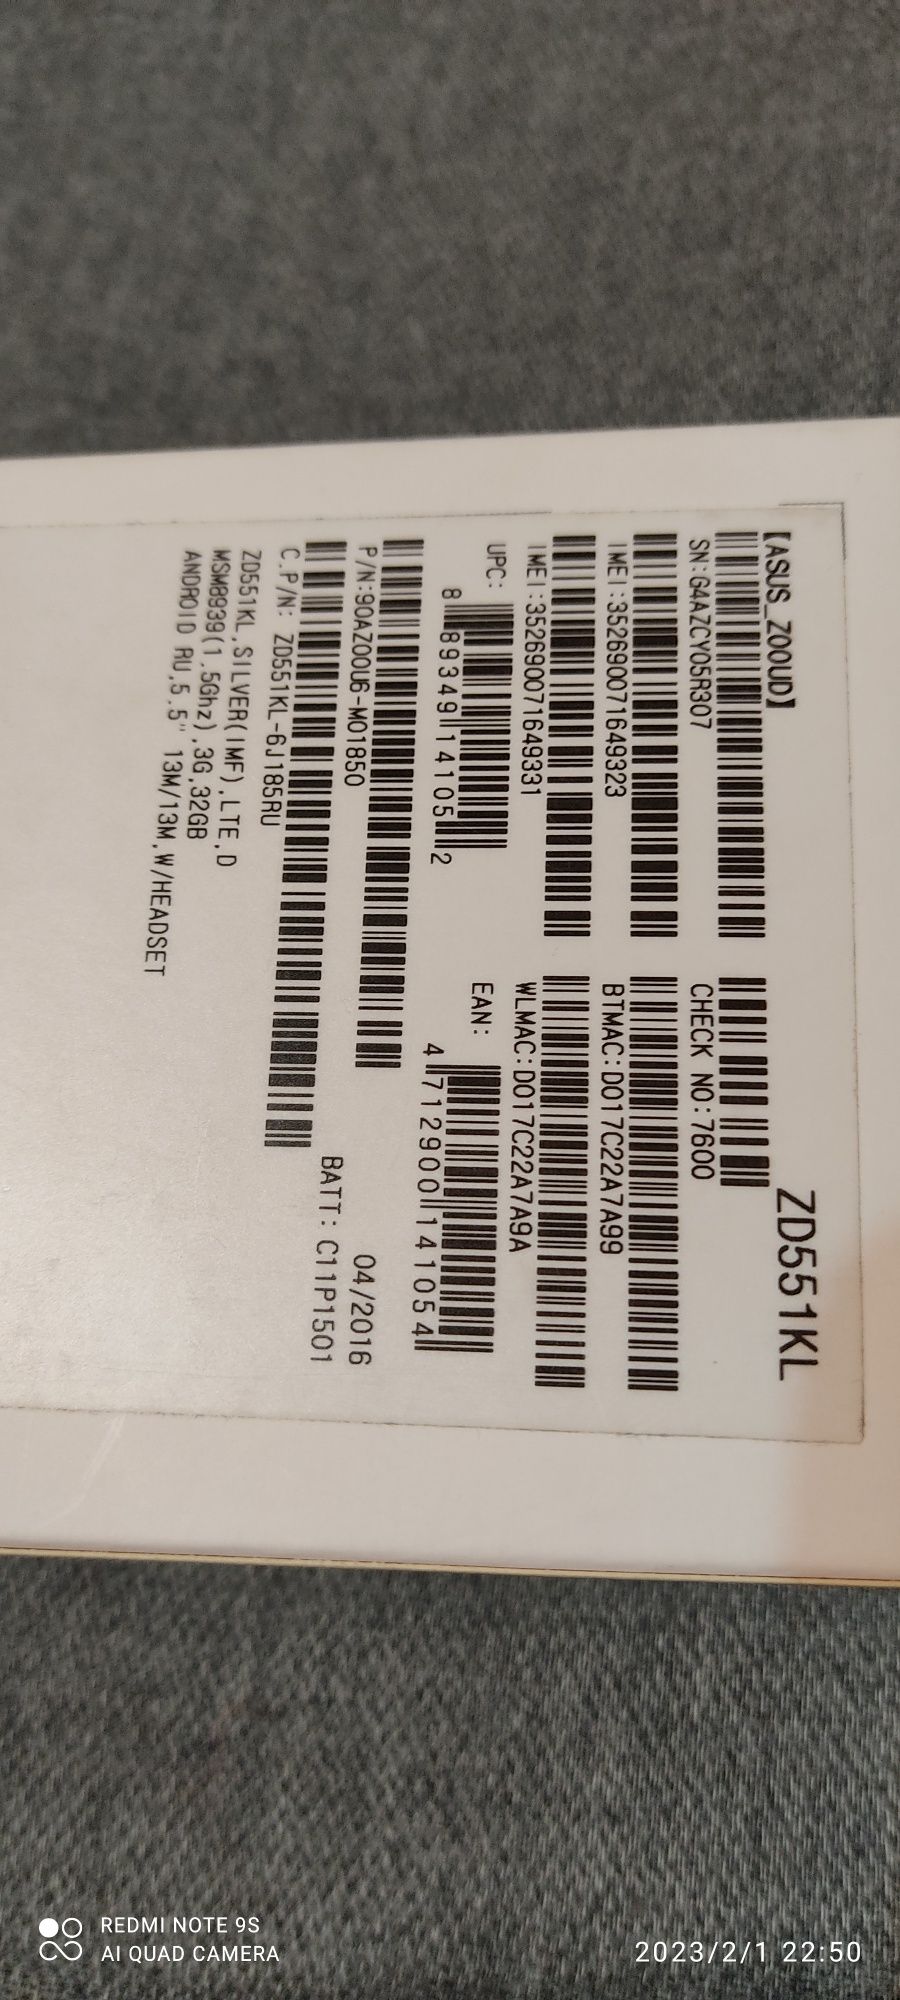 ZD551KL
【ASUS_Z00UD】
SN:G4AZCY05R307
CHECK NO:7600
IMEI:352690071649323
BTMAC:D017C22A7A99
IMEI:352690071649331
WLMAC:D017C22A7A9A
UPC:
8 89349 14105 2
EAN:
4 712900 141054
P/N:90AZ00U6-M01850
04/2016
C.P/N: ZD551KL-6J185RU
BATT: C11P1501
ZD551KL,SILVER(IMF),LTE,D
MSM8939(1.5Ghz),3G,32GB
ANDROID RU,5.5" 13M/13M,W/HEADSET
REDMI NOTE 9S
AI QUAD CAMERA
2023/2/1 22:50